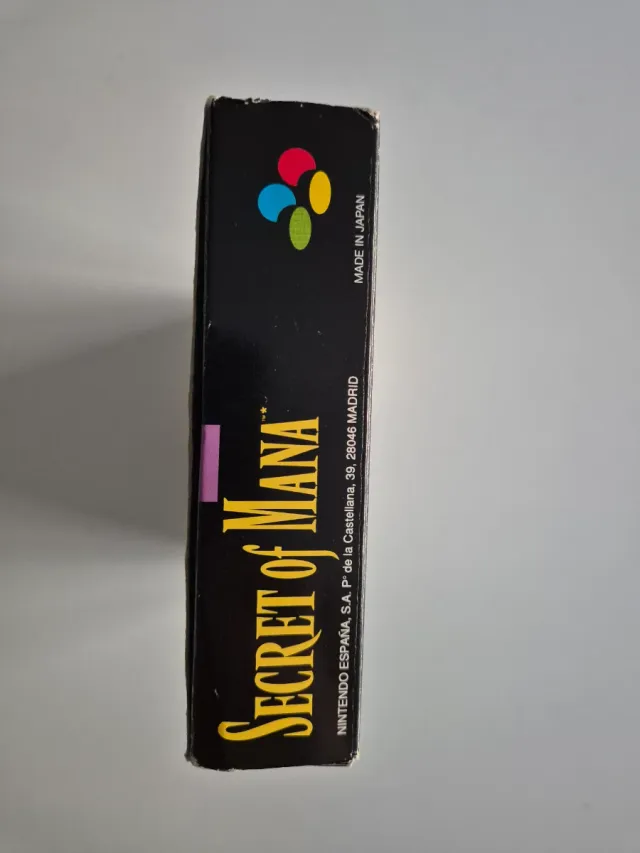 SECRET of MANA™*
MADE IN JAPAN
NINTENDO ESPAÑA, S.A. Pº de la Castellana, 39, 28046 MADRID